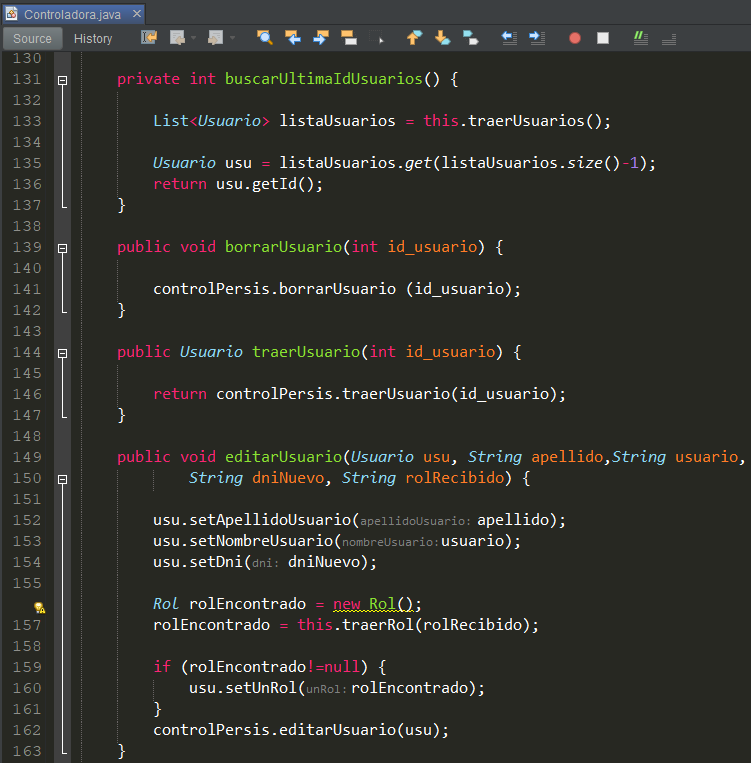 Controladora.java
Source History
130
131 private int buscarUltimaIdUsuarios() {
132
133 List<Usuario> listaUsuarios = this.traerUsuarios();
134
135 Usuario usu = listaUsuarios.get(listaUsuarios.size()-1);
136 return usu.getId();
137 }
138
139 public void borrarUsuario(int id_usuario) {
140
141 controlPersis.borrarUsuario (id_usuario);
142 }
143
144 public Usuario traerUsuario(int id_usuario) {
145
146 return controlPersis.traerUsuario(id_usuario);
147 }
148
149 public void editarUsuario(Usuario usu, String apellido,String usuario,
150 String dniNuevo, String rolRecibido) {
151
152 usu.setApellidoUsuario(apellidoUsuario: apellido);
153 usu.setNombreUsuario(nombreUsuario: usuario);
154 usu.setDni(dni: dniNuevo);
155
Rol rolEncontrado = new Rol();
157 rolEncontrado = this.traerRol(rolRecibido);
158
159 if (rolEncontrado!=null) {
160 usu.setUnRol(unRol: rolEncontrado);
161 }
162 controlPersis.editarUsuario(usu);
163 }